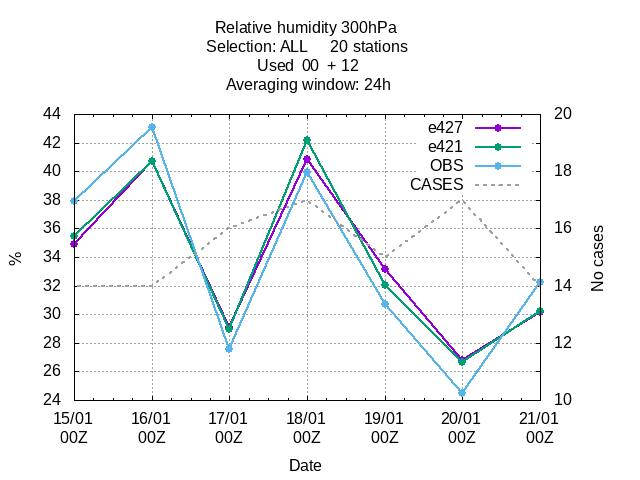 Relative humidity 300hPa
Selection: ALL     20 stations
Used  00  + 12
Averaging window: 24h
44
42
40
38
36
34
32
30
28
26
24
%
20
18
16
14
12
10
No cases
e427
e421
OBS
CASES
15/01 16/01 17/01 18/01 19/01 20/01 21/01
00Z 00Z 00Z 00Z 00Z 00Z 00Z
Date